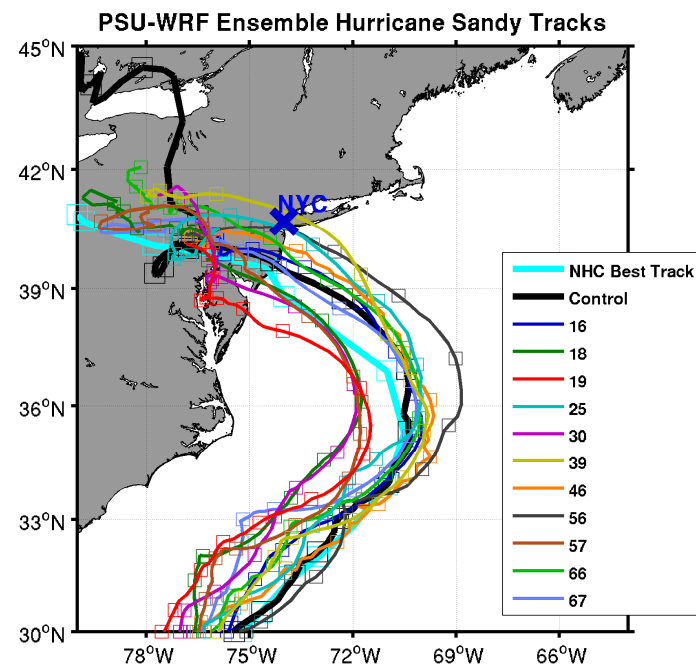 PSU-WRF Ensemble Hurricane Sandy Tracks
45°N
42°N
39°N
36°N
33°N
30°N
78°W
75°W
72°W
69°W
66°W
NYC
NHC Best Track
Control
16
18
19
25
30
39
46
56
57
66
67